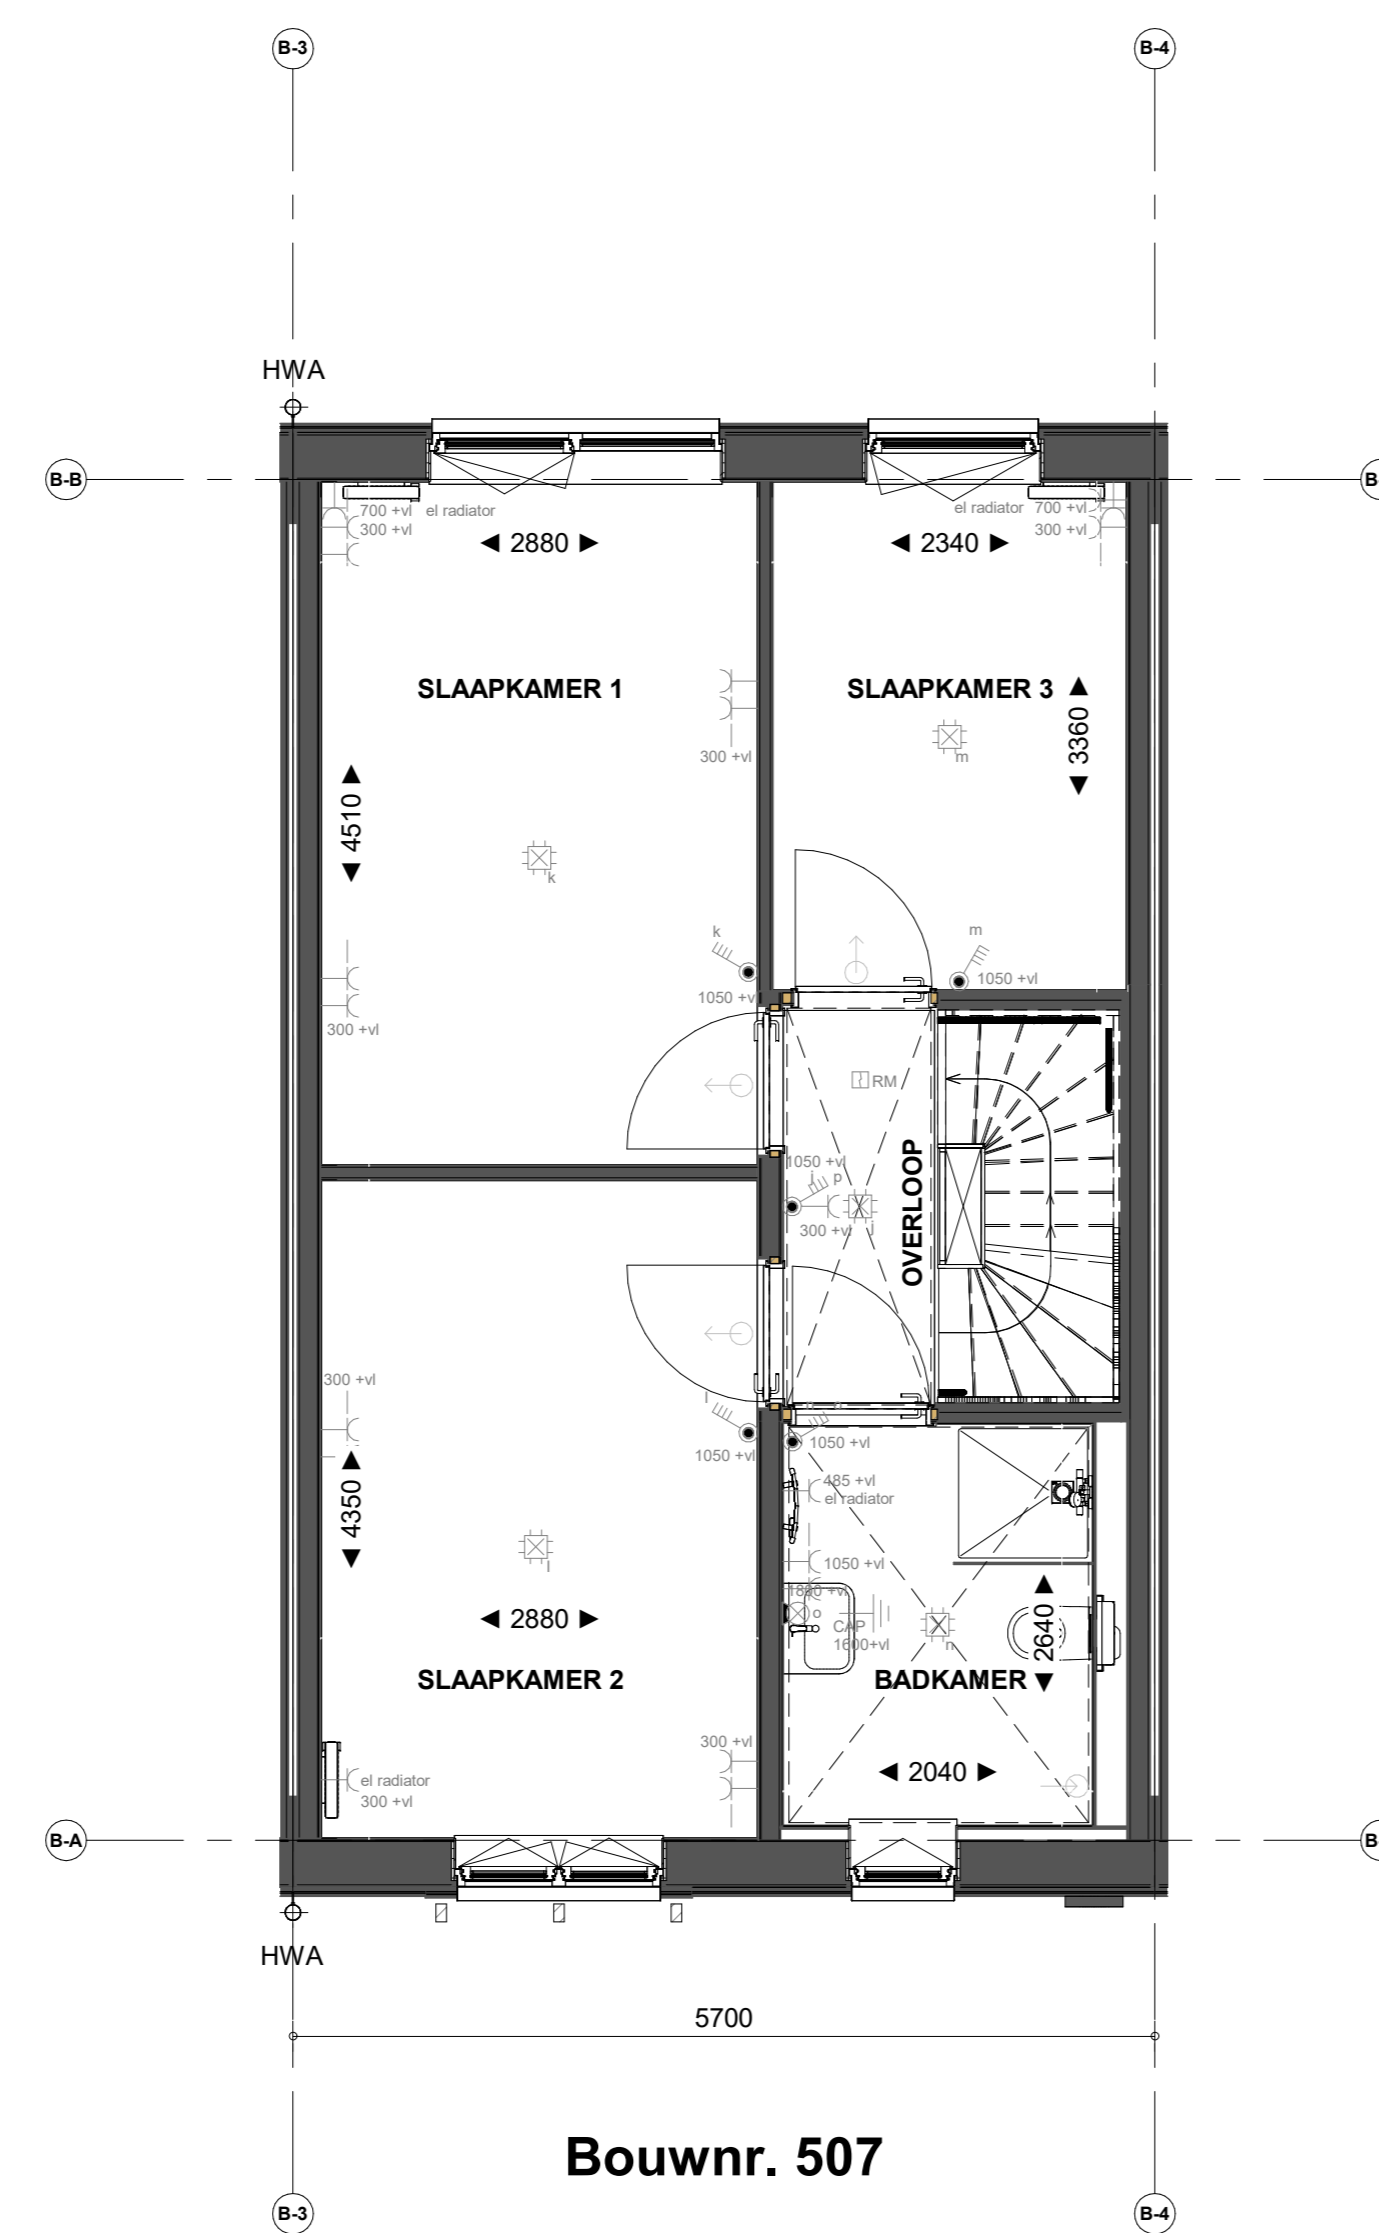 B-3
B-4
HWA
B-B
700 +vl
el radiator
300 +vl
el radiator
700 +vl
300 +vl
2880
2340
SLAAPKAMER 1
SLAAPKAMER 3
3360
m
300 +vl
4510
k
k
m
1050 +vl
300 +vl
RM
OVERLOOP
1050 +vl
p
300 +v
j
300 +vl
l
1050 +vl
1050 +vl
4350
485 +vl
el radiator
l
1050 +vl
o
CAP
1600+vl
n
2640
2880
SLAAPKAMER 2
BADKAMER
300 +vl
2040
el radiator
300 +vl
B-A
HWA
5700
Bouwnr. 507
B-3
B-4